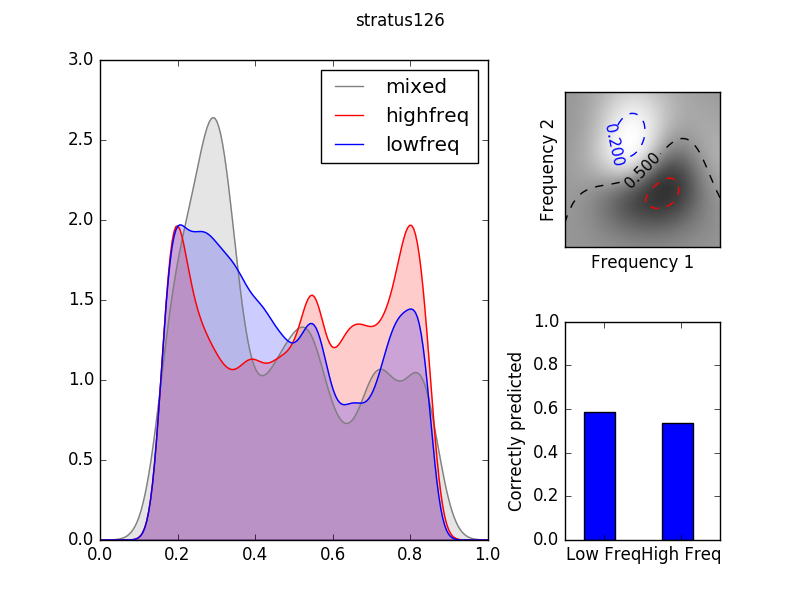 stratus126
3.0
2.5
2.0
1.5
1.0
0.5
0.0
0.0 0.2 0.4 0.6 0.8 1.0
mixed
highfreq
lowfreq
Frequency 2
0.200
0.500
Frequency 1
Correctly predicted
1.0
0.8
0.6
0.4
0.2
0.0
Low Freq High Freq